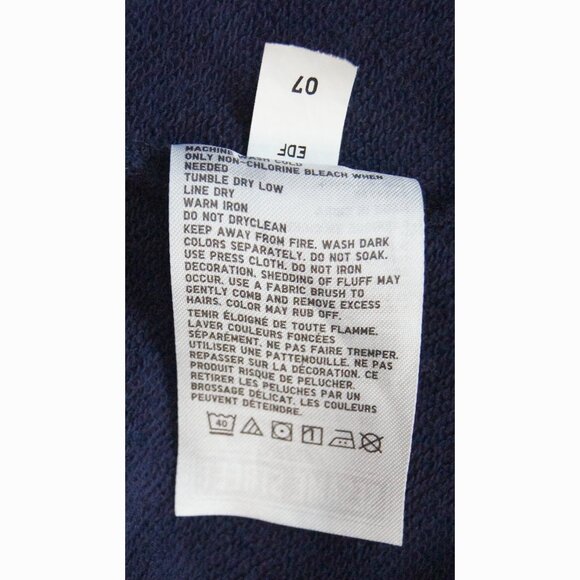 07
EDF
MACHINE WASH COLD
ONLY NON-CHLORINE BLEACH WHEN
NEEDED
TUMBLE DRY LOW
LINE DRY
WARM IRON
DO NOT DRYCLEAN
KEEP AWAY FROM FIRE. WASH DARK
COLORS SEPARATELY. DO NOT SOAK.
USE PRESS CLOTH. DO NOT IRON
DECORATION. SHEDDING OF FLUFF MAY
OCCUR. USE A FABRIC BRUSH TO
GENTLY COMB AND REMOVE EXCESS
HAIRS. COLOR MAY RUB OFF.
TENIR ÉLOIGNÉ DE TOUTE FLAMME.
LAVER COULEURS FONCÉES
SÉPARÉMENT. NE PAS FAIRE TREMPER.
UTILISER UNE PATTEMOUILLE. NE PAS
REPASSER SUR LA DÉCORATION. CE
PRODUIT RISQUE DE PELUCHER.
RETIRER LES PELUCHES PAR UN
BROSSAGE DÉLICAT. LES COULEURS
PEUVENT DÉTEINDRE.
40